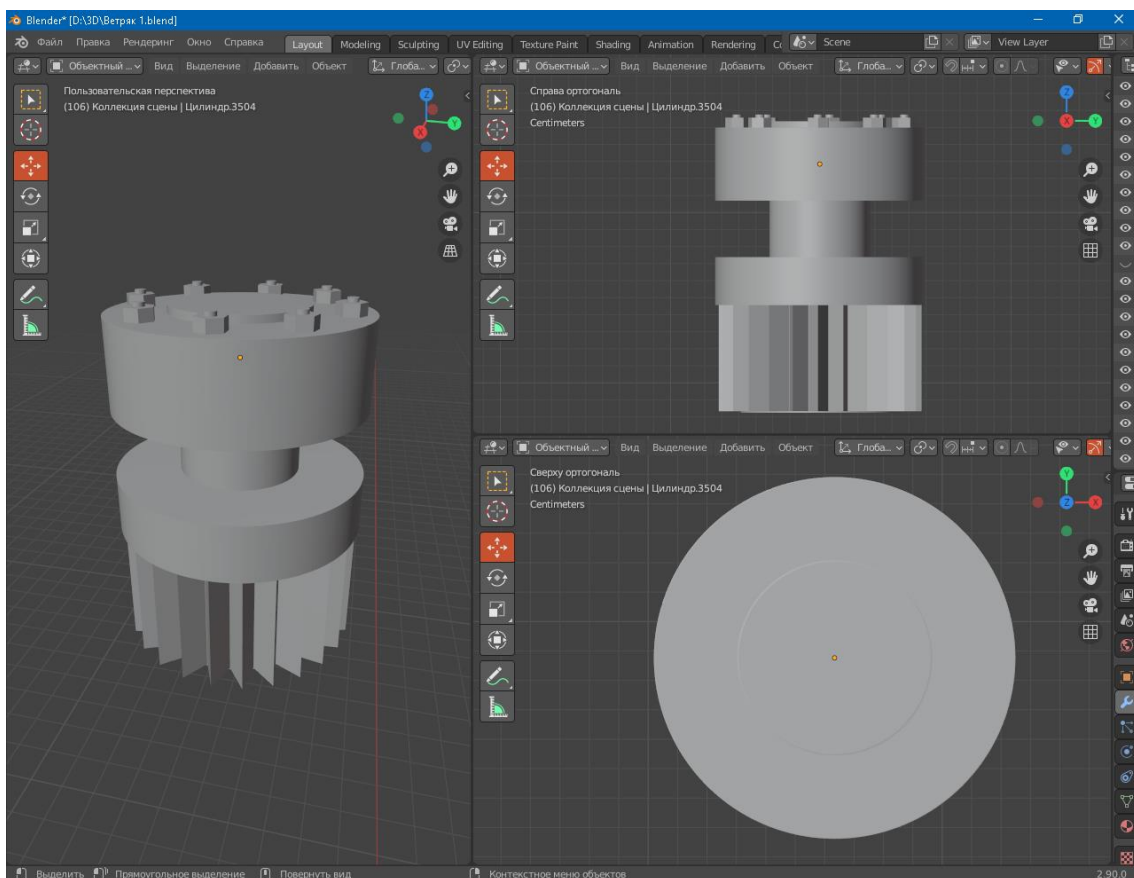 Blender* [D:\3D\Ветряк 1.blend]
Файл Правка Рендеринг Окно Справка Layout Modeling Sculpting UV Editing Texture Paint Shading Animation Rendering Scene View Layer
Объектный ... Вид Выделение Добавить Объект Глоба...
Пользовательская перспектива
(106) Коллекция сцены | Цилиндр.3504
Z
Y
X
Объектный ... Вид Выделение Добавить Объект Глоба...
Справа ортогональ
(106) Коллекция сцены | Цилиндр.3504
Centimeters
Z
X Y
Объектный ... Вид Выделение Добавить Объект Глоба...
Сверху ортогональ
(106) Коллекция сцены | Цилиндр.3504
Centimeters
Y
Z X
Выделить Прямоугольное выделение Повернуть вид Контекстное меню объектов 2.90.0